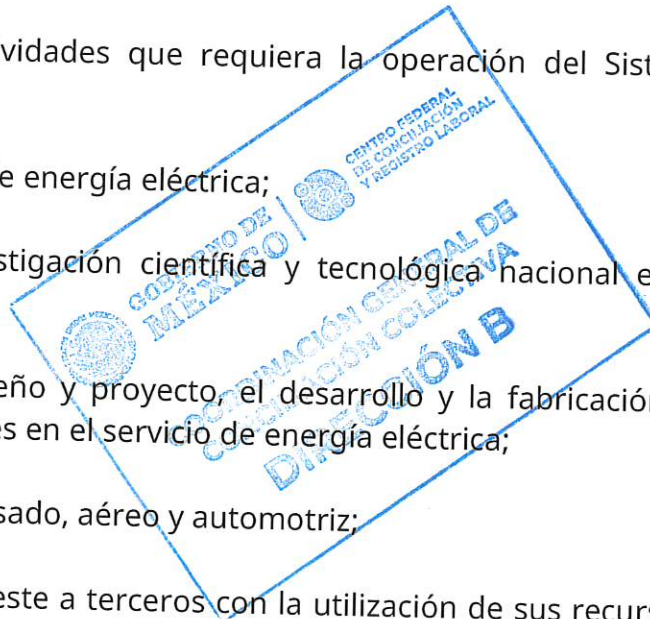 vidades que requiera la operación del Sist
e energía eléctrica;
stigación científica y tecnológica nacional e
eño y proyecto, el desarrollo y la fabricación
es en el servicio de energía eléctrica;
sado, aéreo y automotriz;
este a terceros con la utilización de sus recurs
GOBIERNO DE
MÉXICO
CENTRO FEDERAL
DE CONCILIACIÓN
Y REGISTRO LABORAL
COORDINACIÓN GENERAL DE
CONCILIACIÓN COLECTIVA
DIRECCIÓN B